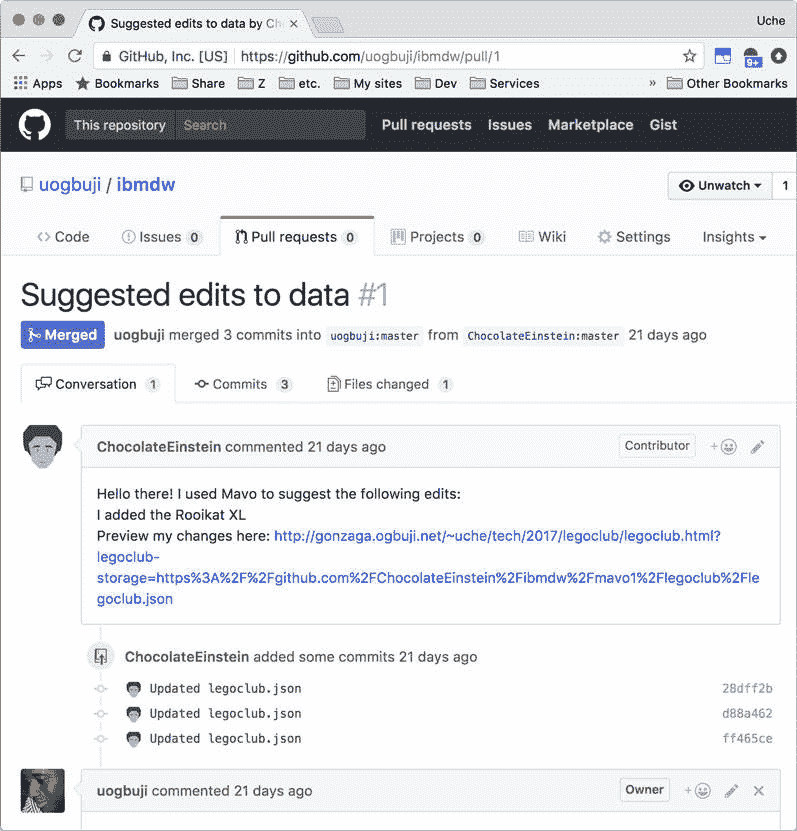 Suggested edits to data by Ch
Uche
GitHub, Inc. [US] https://github.com/uogbuji/ibmdw/pull/1
9+
Apps Bookmarks Share Z etc. My sites Dev Services » Other Bookmarks
This repository Search Pull requests Issues Marketplace Gist
uogbuji / ibmdw
Unwatch 1
Code Issues 0 Pull requests 0 Projects 0 Wiki Settings Insights
Suggested edits to data #1
Merged uogbuji merged 3 commits into uogbuji:master from ChocolateEinstein:master 21 days ago
Conversation 1 Commits 3 Files changed 1
ChocolateEinstein commented 21 days ago Contributor
Hello there! I used Mavo to suggest the following edits:
I added the Rooikat XL
Preview my changes here: http://gonzaga.ogbuji.net/~uche/tech/2017/legoclub/legoclub.html?
legoclub-
storage=https%3A%2F%2Fgithub.com%2FChocolateEinstein%2Fibmdw%2Fmavo1%2Flegoclub%2Fle
goclub.json
ChocolateEinstein added some commits 21 days ago
Updated legoclub.json 28dff2b
Updated legoclub.json d88a462
Updated legoclub.json ff465ce
uogbuji commented 21 days ago Owner